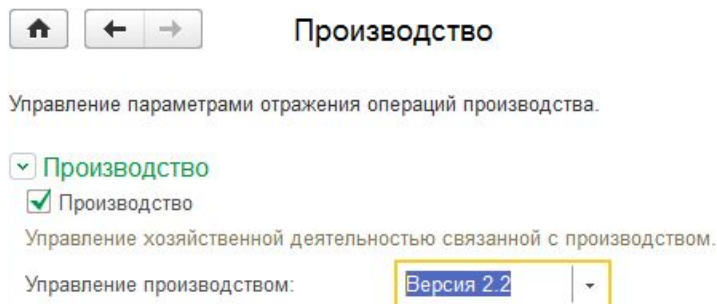 Производство
Управление параметрами отражения операций производства.
Производство
Производство
Управление хозяйственной деятельностью связанной с производством.
Управление производством: Версия 2.2